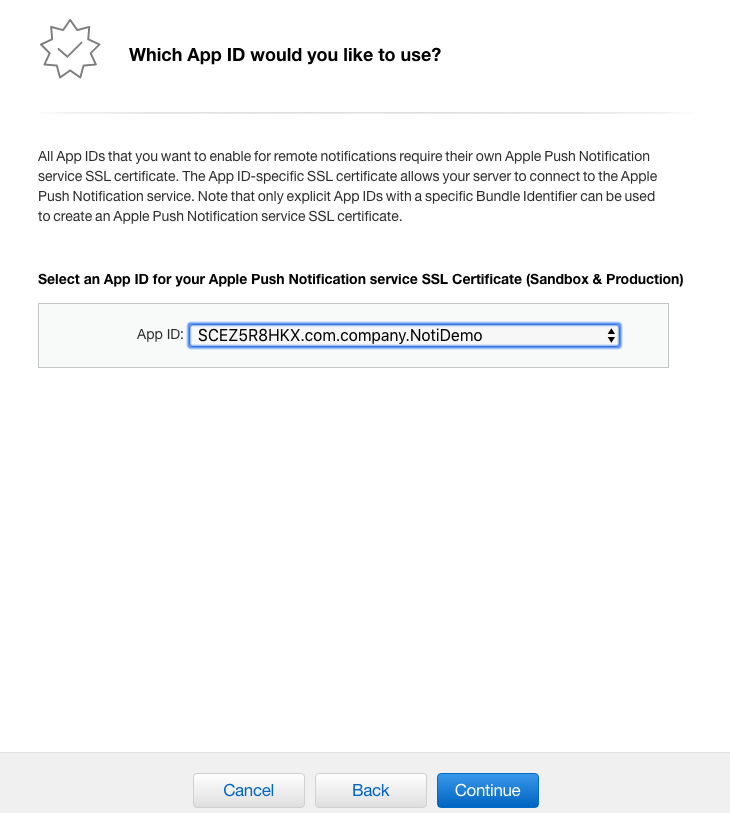 Which App ID would you like to use?
All App IDs that you want to enable for remote notifications require their own Apple Push Notification
service SSL certificate. The App ID-specific SSL certificate allows your server to connect to the Apple
Push Notification service. Note that only explicit App IDs with a specific Bundle Identifier can be used
to create an Apple Push Notification service SSL certificate.
Select an App ID for your Apple Push Notification service SSL Certificate (Sandbox & Production)
App ID: SCEZ5R8HKX.com.company.NotiDemo
Cancel Back Continue